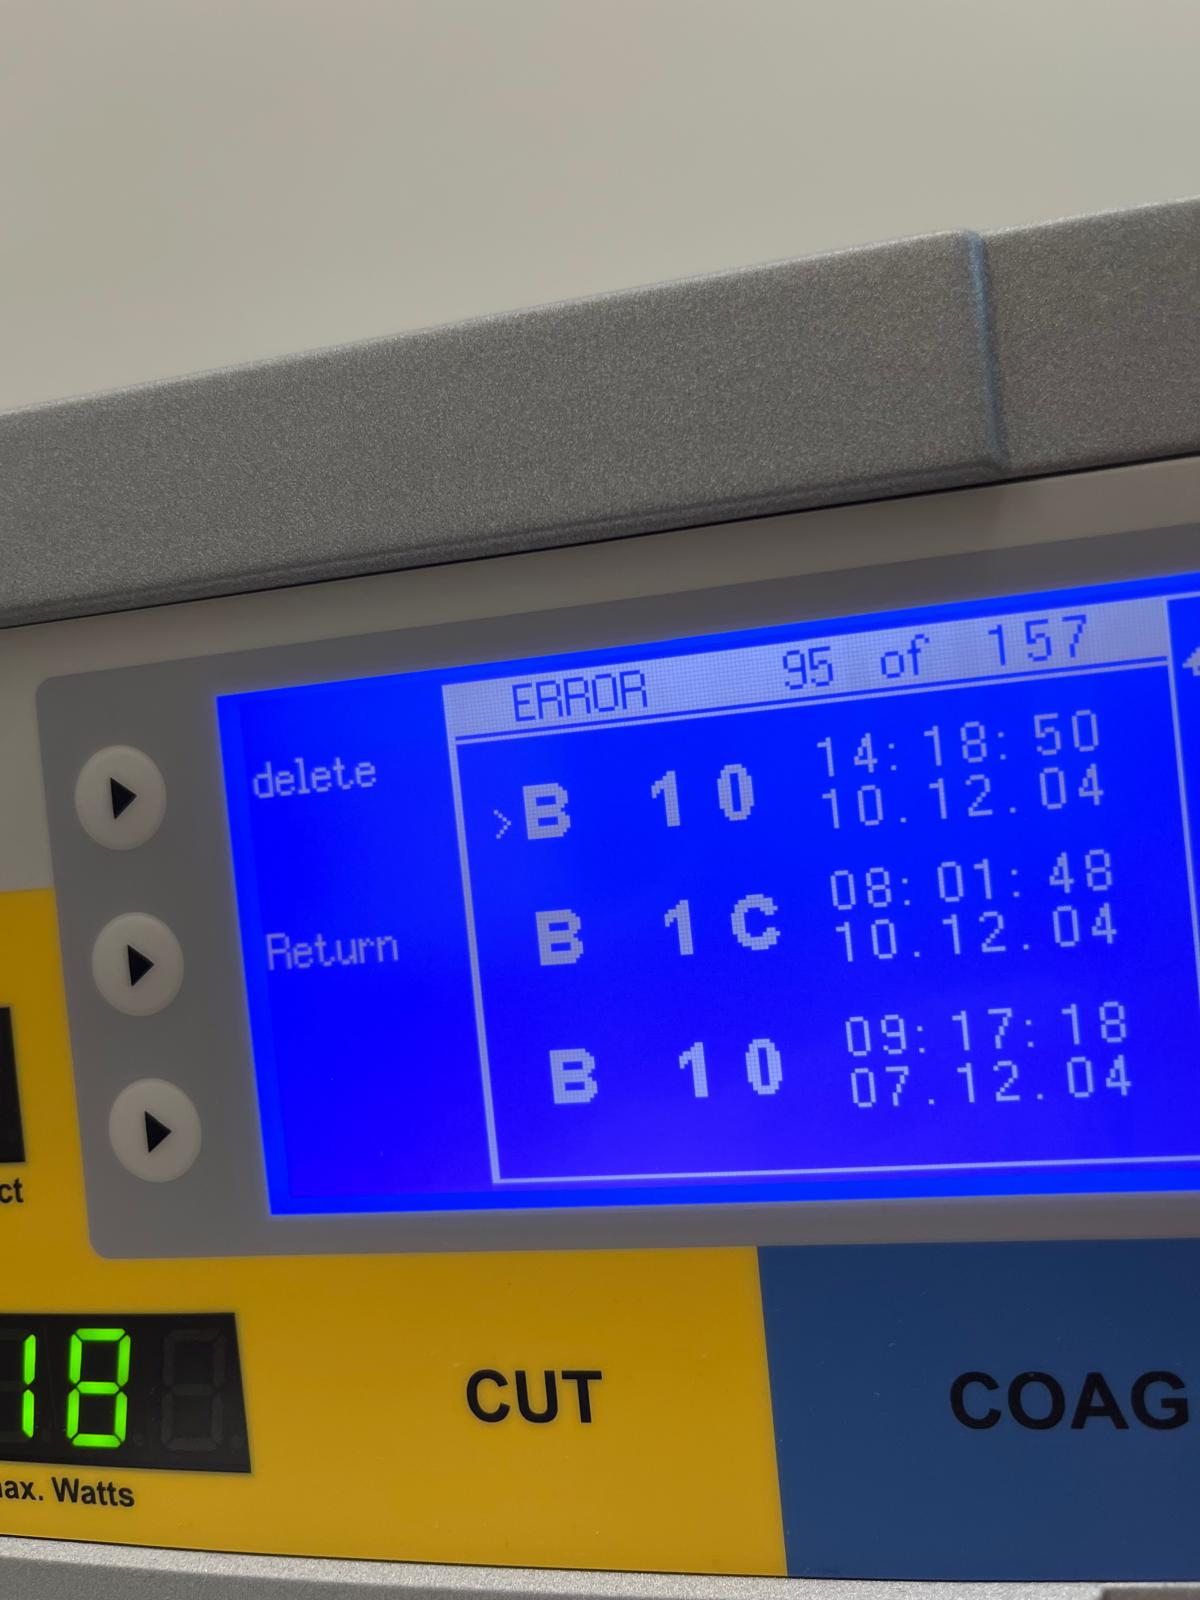 ERROR 95 of 157
delete
> B 10 14:18:50
10.12.04
B 1C 08:01:48
10.12.04
Return
B 10 09:17:18
07.12.04
ct
18
ax. Watts
CUT
COAG